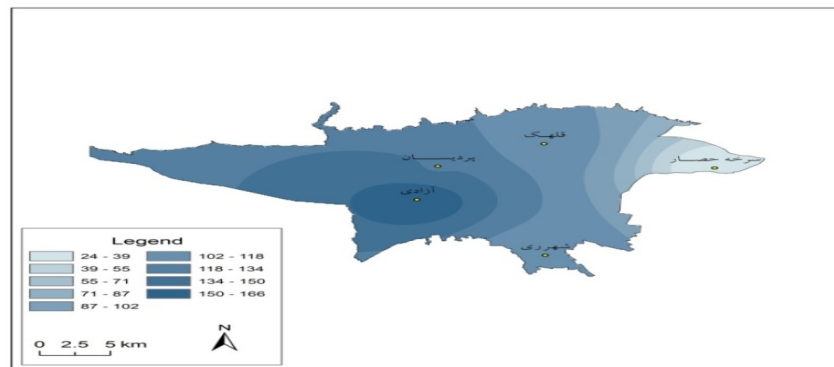 قلهک
پردیسان
سرخه حصار
آزادی
شهرری
Legend
24 - 39
39 - 55
55 - 71
71 - 87
87 - 102
102 - 118
118 - 134
134 - 150
150 - 166
N
0 2.5 5 km